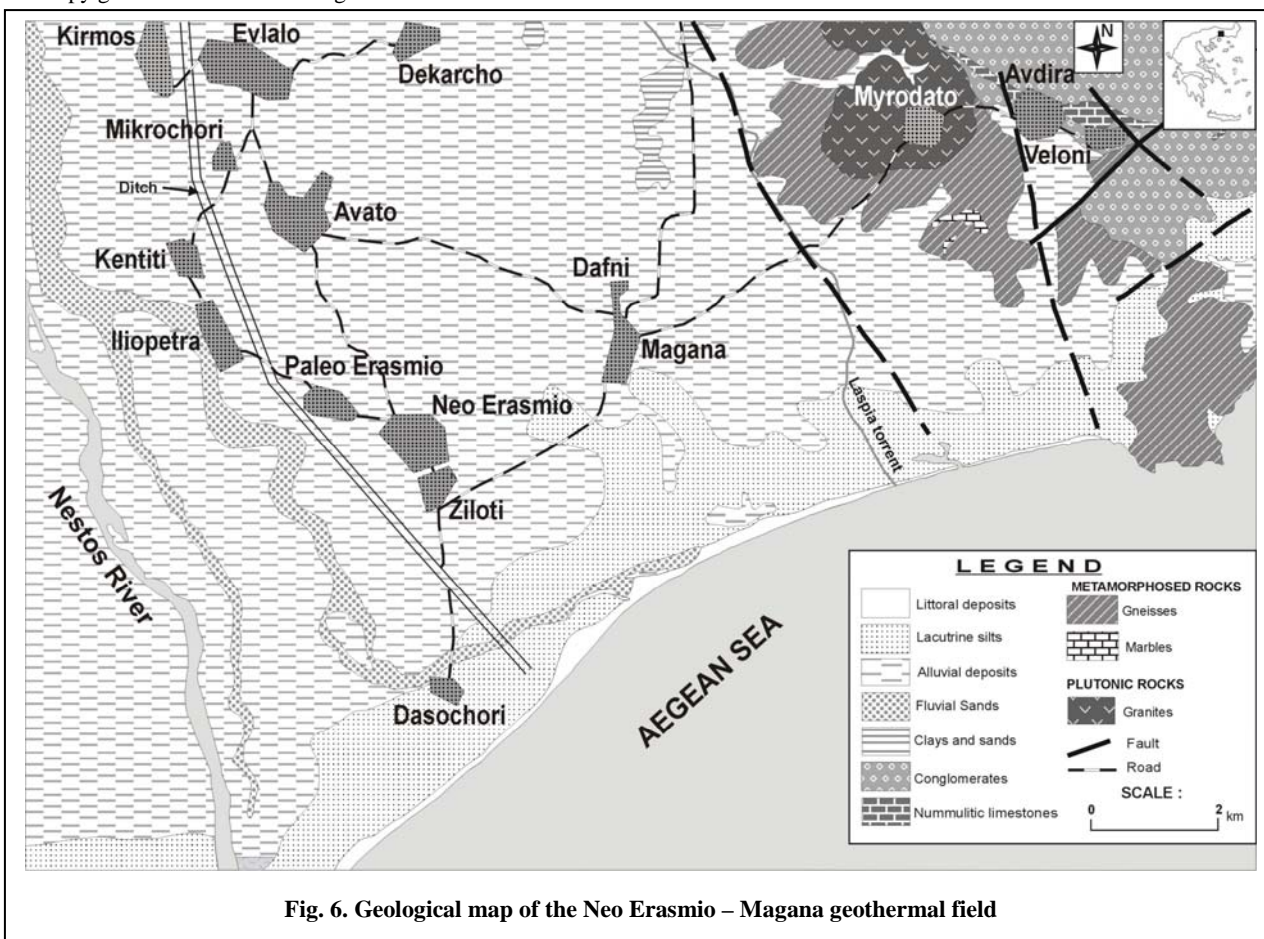 Kirmos
Evlalo
Dekarcho
N
Avdira
Myrodato
Mikrochori
Veloni
Ditch
Avato
Kentiti
Dafni
Iliopetra
Magana
Paleo Erasmio
Neo Erasmio
Laspia torrent
Ziloti
Nestos River
AEGEAN SEA
Dasochori
LEGEND
Littoral deposits
Lacutrine silts
Alluvial deposits
Fluvial Sands
Clays and sands
Conglomerates
Nummulitic limestones
METAMORPHOSED ROCKS
Gneisses
Marbles
PLUTONIC ROCKS
Granites
Fault
Road
SCALE :
0 2 km
Fig. 6. Geological map of the Neo Erasmio – Magana geothermal field